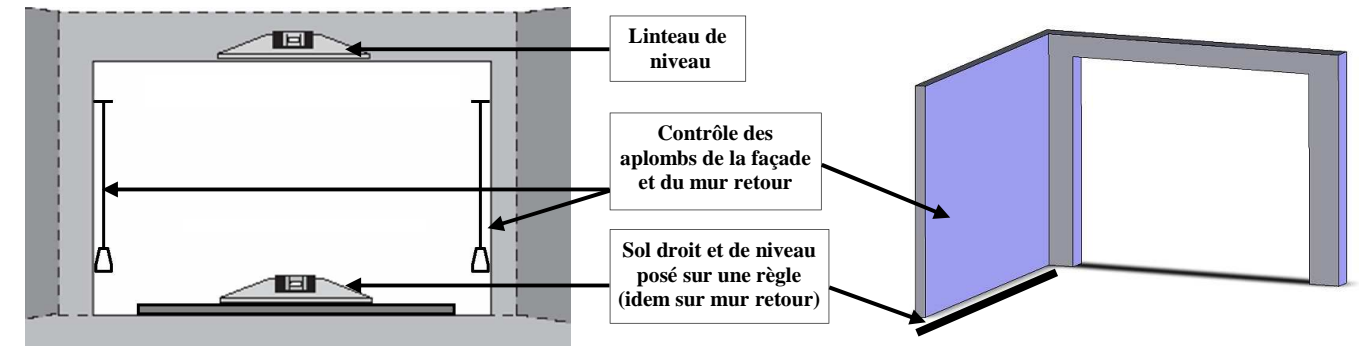 Linteau de
niveau
Contrôle des
aplombs de la façade
et du mur retour
Sol droit et de niveau
posé sur une règle
(idem sur mur retour)